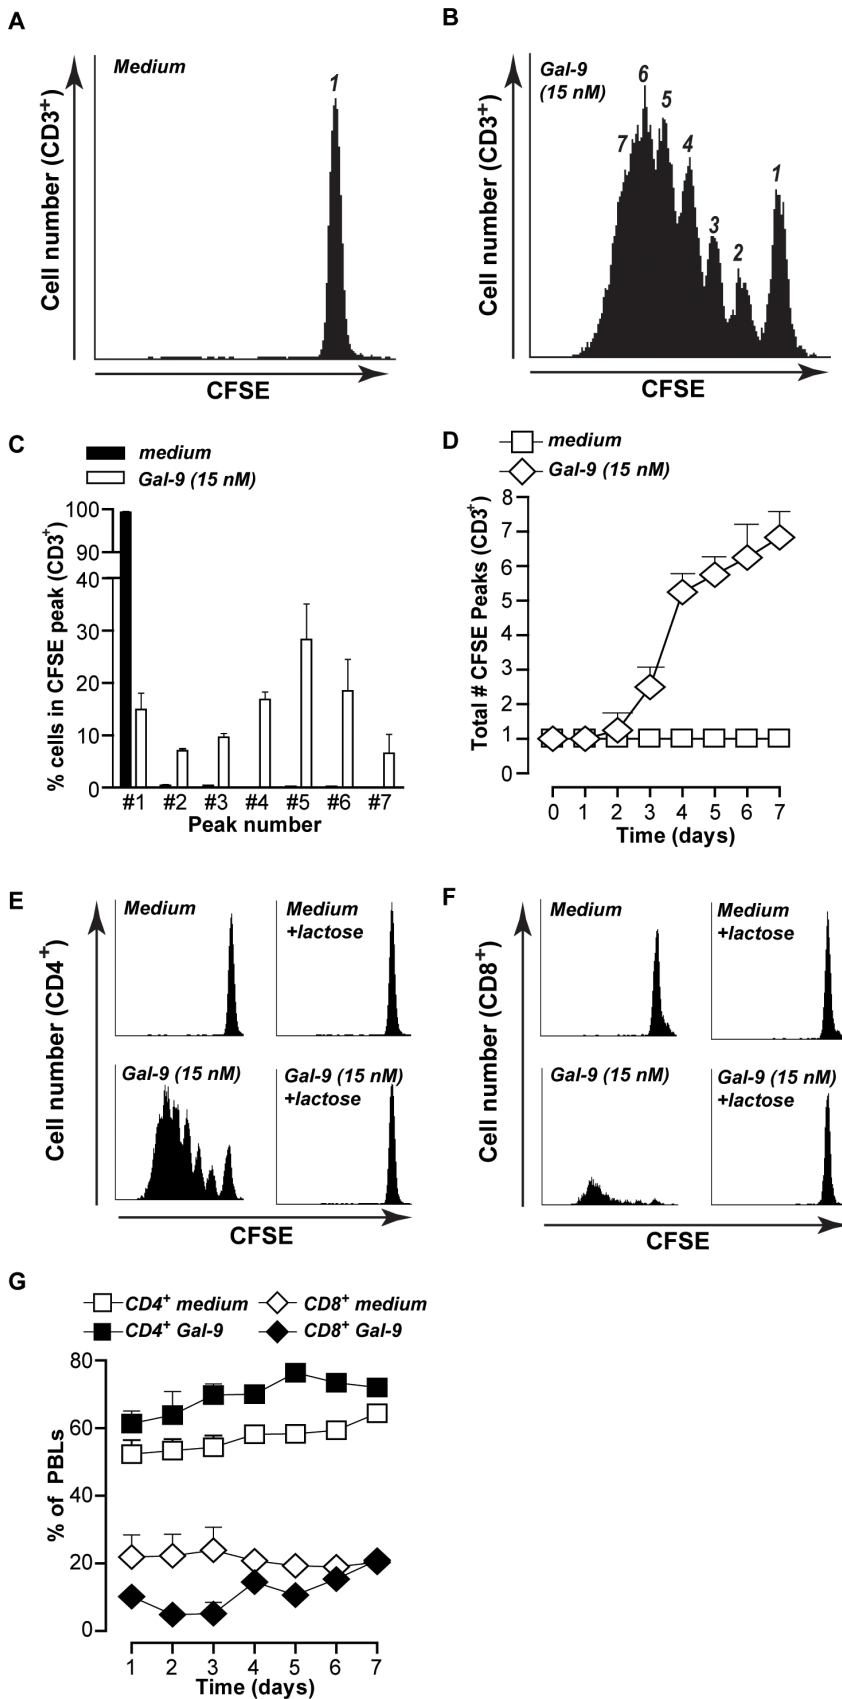 A
Medium
1
Cell number (CD3+)
CFSE
B
Gal-9
(15 nM)
7
6
5
4
3
2
1
Cell number (CD3+)
CFSE
C
medium
Gal-9 (15 nM)
% cells in CFSE peak (CD3+)
100
90
40
30
20
10
0
#1 #2 #3 #4 #5 #6 #7
Peak number
D
medium
Gal-9 (15 nM)
Total # CFSE Peaks (CD3+)
8
7
6
5
4
3
2
1
0
0 1 2 3 4 5 6 7
Time (days)
E
Cell number (CD4+)
Medium
Medium
+lactose
Gal-9 (15 nM)
Gal-9 (15 nM)
+lactose
CFSE
F
Cell number (CD8+)
Medium
Medium
+lactose
Gal-9 (15 nM)
Gal-9 (15 nM)
+lactose
CFSE
G
CD4+ medium
CD8+ medium
CD4+ Gal-9
CD8+ Gal-9
% of PBLs
80
60
40
20
0
1 2 3 4 5 6 7
Time (days)